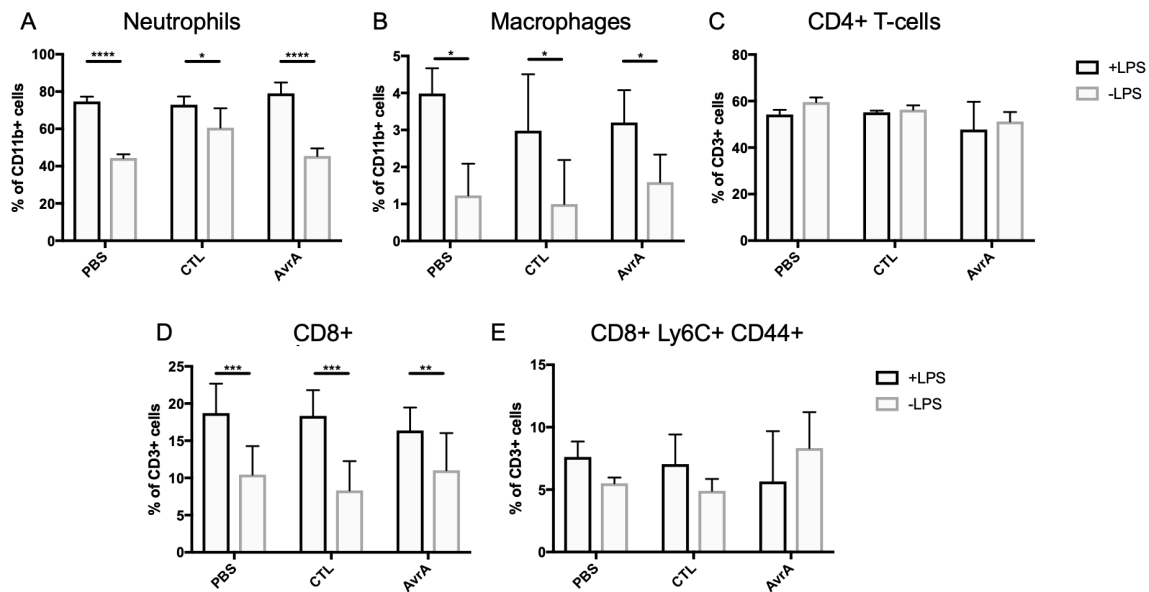 A Neutrophils
% of CD11b+ cells
100
80
60
40
20
0
**** * ****
PBS CTL AvrA
B Macrophages
% of CD11b+ cells
5
4
3
2
1
0
* * *
PBS CTL AvrA
C CD4+ T-cells
% of CD3+ cells
80
60
40
20
0
PBS CTL AvrA
+LPS
-LPS
D CD8+
% of CD3+ cells
25
20
15
10
5
0
*** *** **
PBS CTL AvrA
E CD8+ Ly6C+ CD44+
% of CD3+ cells
15
10
5
0
PBS CTL AvrA
+LPS
-LPS